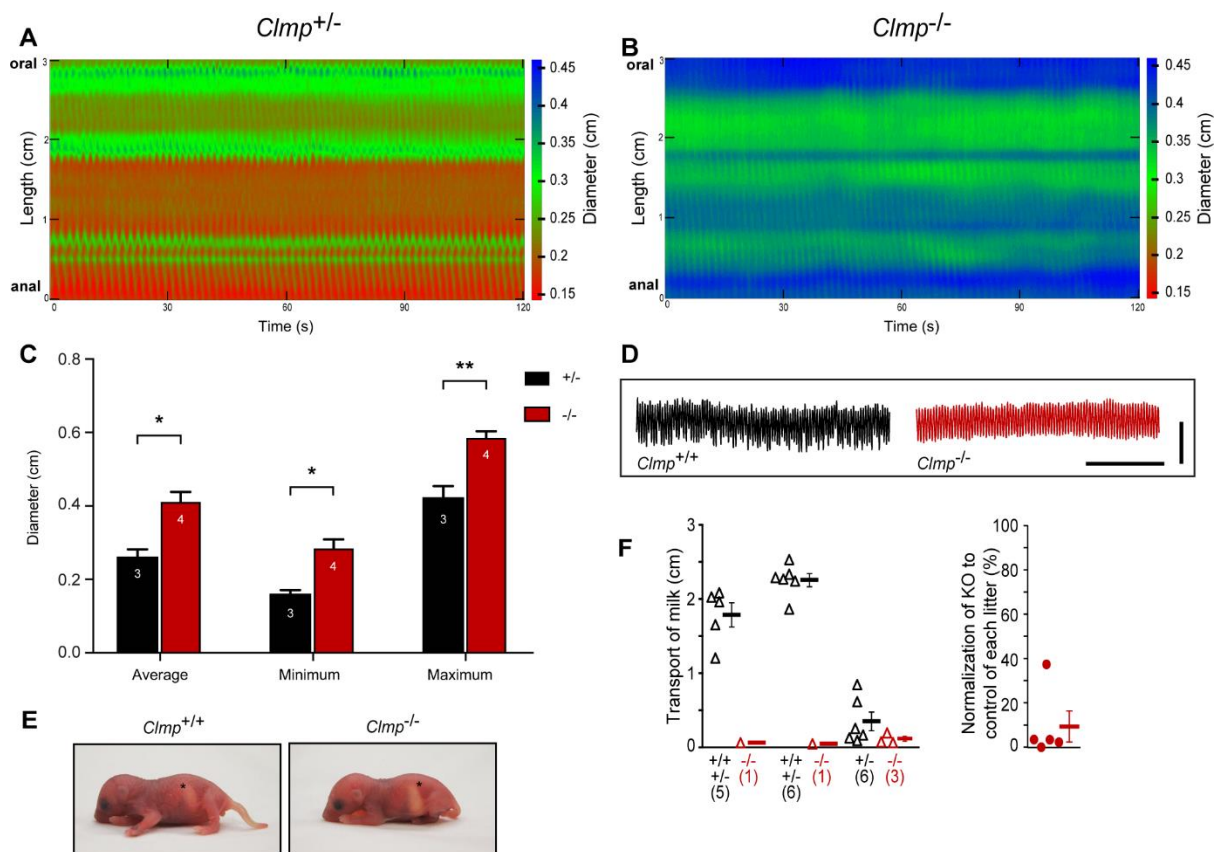 Clmp+/-
Clmp-/-
A
oral
3
2
1
anal
0
Length (cm)
0 30 60 90 120
Time (s)
0.45
0.4
0.35
0.3
0.25
0.2
0.15
Diameter (cm)
B
oral
3
2
1
anal
0
Length (cm)
0 30 60 90 120
Time (s)
0.45
0.4
0.35
0.3
0.25
0.2
0.15
Diameter (cm)
C
0.8
0.6
0.4
0.2
0.0
Diameter (cm)
* * **
3 4 3 4 3 4
Average Minimum Maximum
+/-
-/-
D
Clmp+/+ Clmp-/-
E
Clmp+/+ Clmp-/-
* *
F
3
2
1
0
Transport of milk (cm)
+/+ -/- +/+ -/- +/- -/-
+/- (1) +/- (1) (6) (3)
(5) (6)
100
80
60
40
20
0
Normalization of KO to
control of each litter (%)